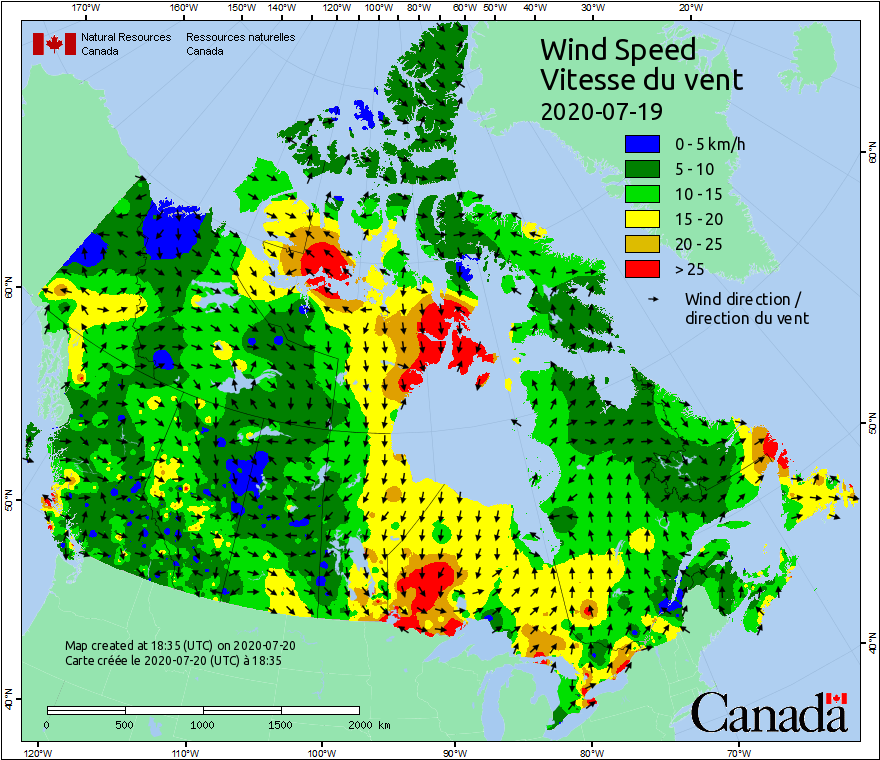 170°W 160°W 150°W 140°W 120°W 100°W 80°W 60°W 50°W 40°W 30°W 20°W
Natural Resources Ressources naturelles
Canada Canada
Wind Speed
Vitesse du vent
2020-07-19
0 - 5 km/h
5 - 10
10 - 15
15 - 20
20 - 25
> 25
Wind direction /
direction du vent
60°N
60°N
50°N
50°N
40°N
40°N
Map created at 18:35 (UTC) on 2020-07-20
Carte créée le 2020-07-20 (UTC) à 18:35
0 500 1000 1500 2000 km
Canada
120°W 110°W 100°W 90°W 80°W 70°W